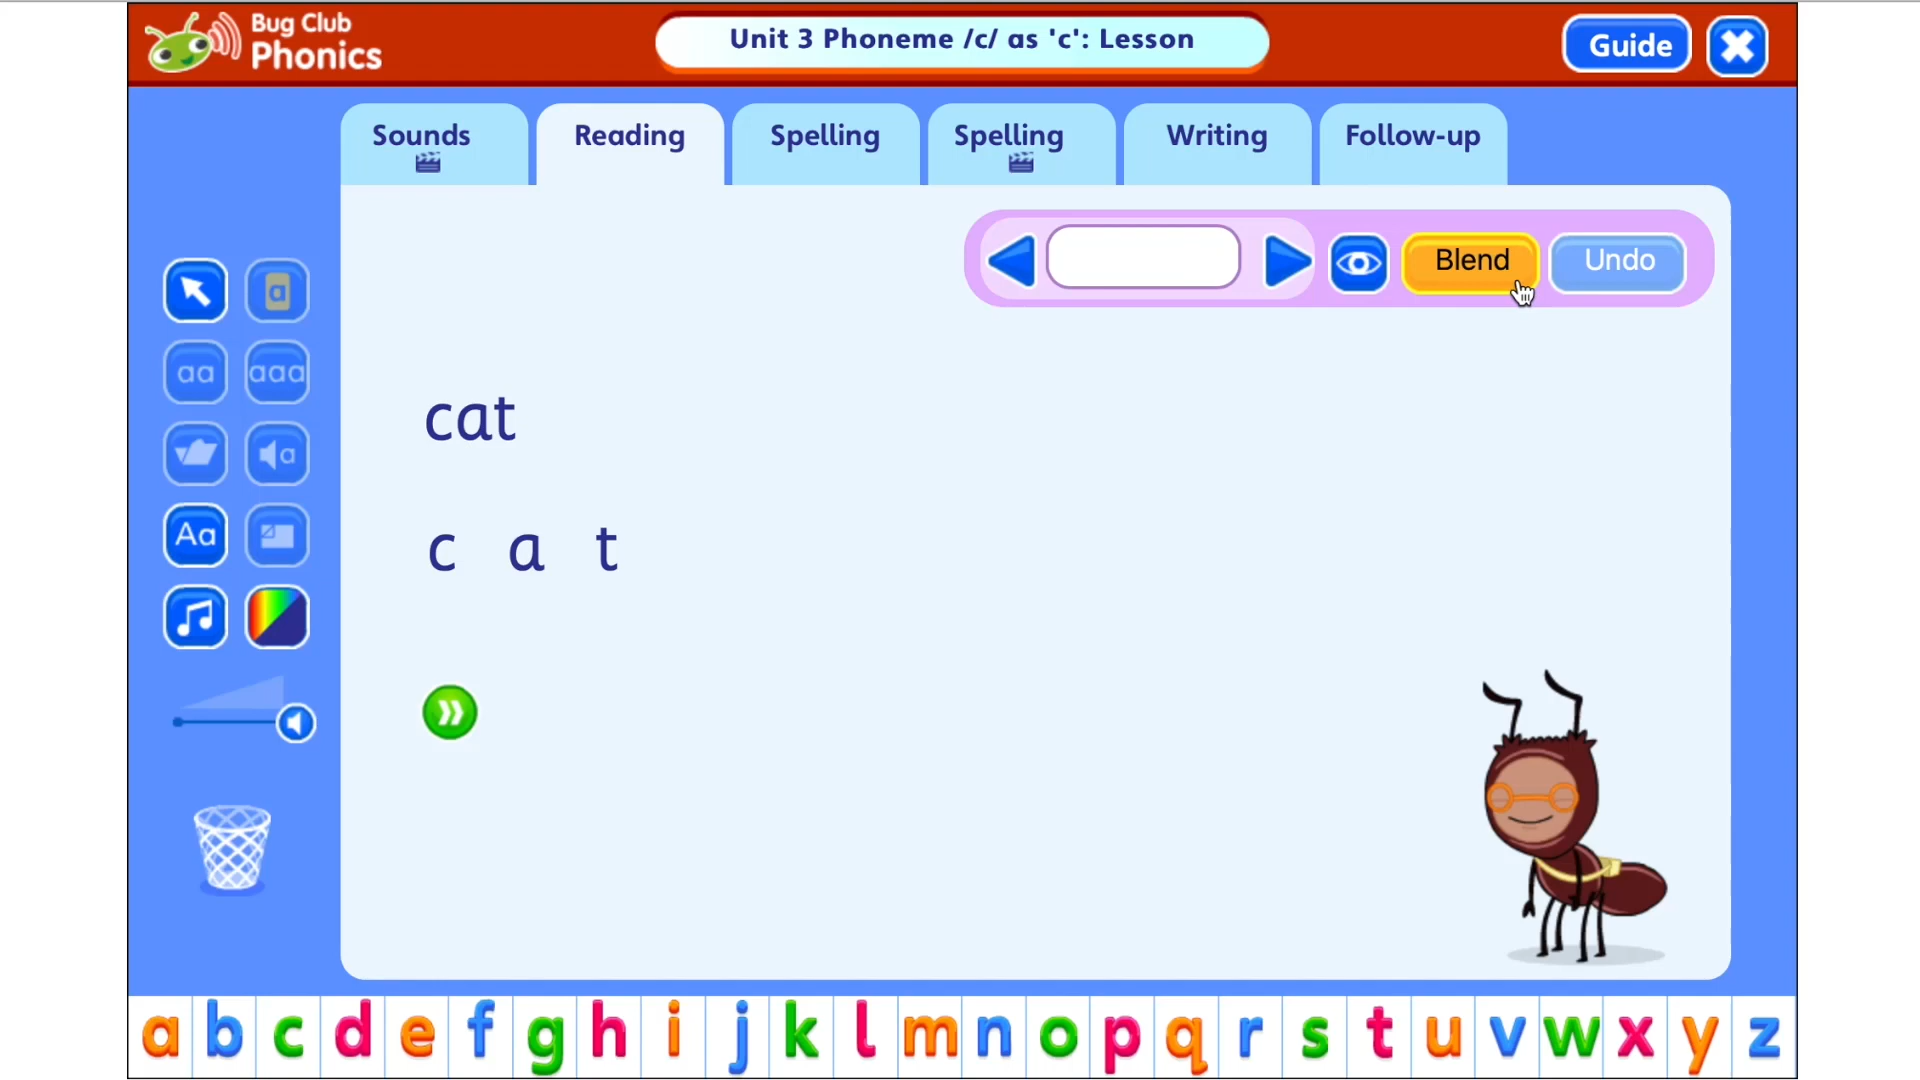 Bug Club
Phonics
Unit 3 Phoneme /c/ as 'c': Lesson
Guide
Sounds
Reading
Spelling
Spelling
Writing
Follow-up
Blend
Undo
a
aa
aaa
a
Aa
cat
c a t
a b c d e f g h i j k l m n o p q r s t u v w x y z